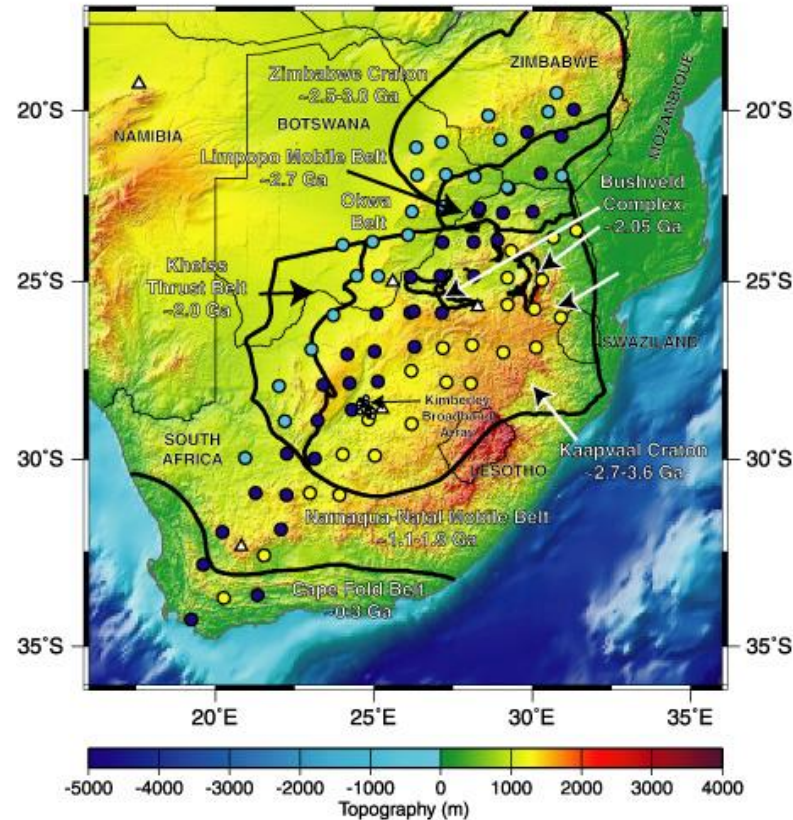 ZIMBABWE
Zimbabwe Craton
~2.5-3.0 Ga
MOZAMBIQUE
20°S
20°S
BOTSWANA
NAMIBIA
Limpopo Mobile Belt
~2.7 Ga
Bushveld
Complex
~2.05 Ga
Okwa
Belt
Kheiss
Thrust Belt
~2.0 Ga
25°S
25°S
SWAZILAND
Kimberley
Broadband
Array
SOUTH
AFRICA
Kaapvaal Craton
~2.7-3.6 Ga
30°S
30°S
LESOTHO
Namaqua-Natal Mobile Belt
~1.1-1.9 Ga
Cape Fold Belt
~0.3 Ga
35°S
35°S
20°E
25°E
30°E
35°E
-5000
-4000
-3000
-2000
-1000
0
1000
2000
3000
4000
Topography (m)